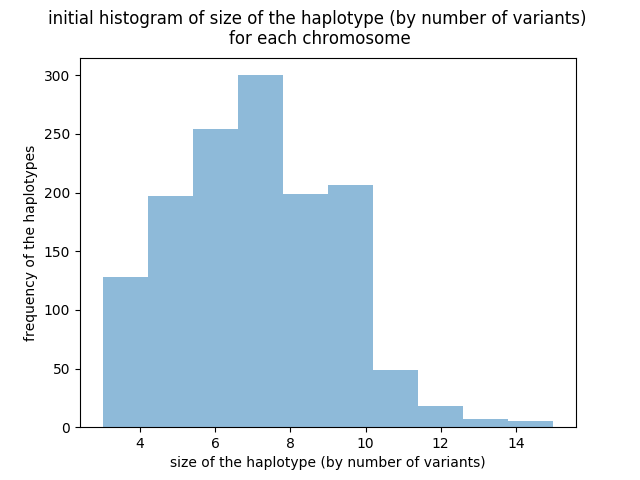 initial histogram of size of the haplotype (by number of variants)
for each chromosome
300
250
200
150
100
50
0
frequency of the haplotypes
4 6 8 10 12 14
size of the haplotype (by number of variants)